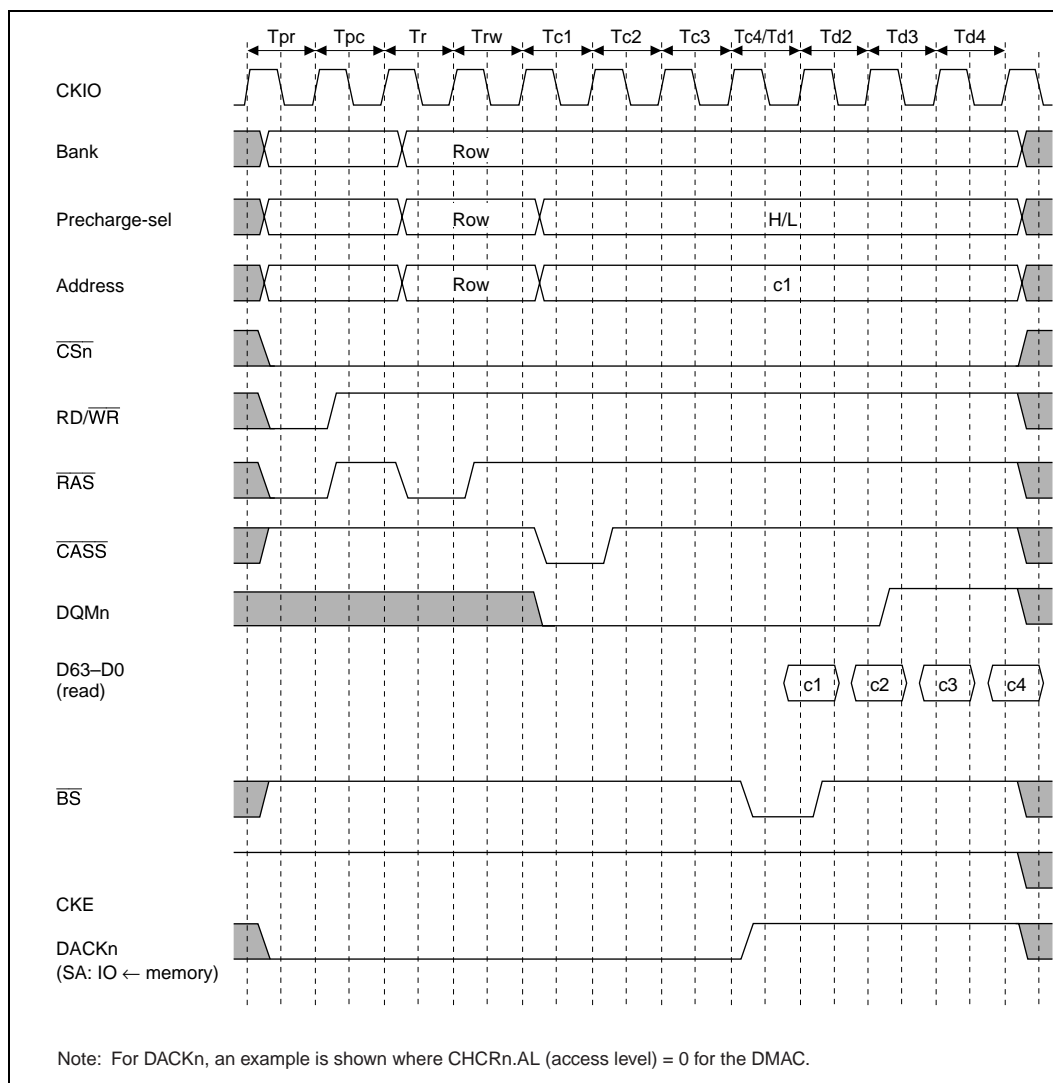 Tpr Tpc Tr Trw Tc1 Tc2 Tc3 Tc4/Td1 Td2 Td3 Td4
CKIO
Bank Row
Precharge-sel Row H/L
Address Row c1
CSn
RD/WR
RAS
CASS
DQMn
D63–D0
(read)
c1 c2 c3 c4
BS
CKE
DACKn
(SA: IO ← memory)
Note: For DACKn, an example is shown where CHCRn.AL (access level) = 0 for the DMAC.